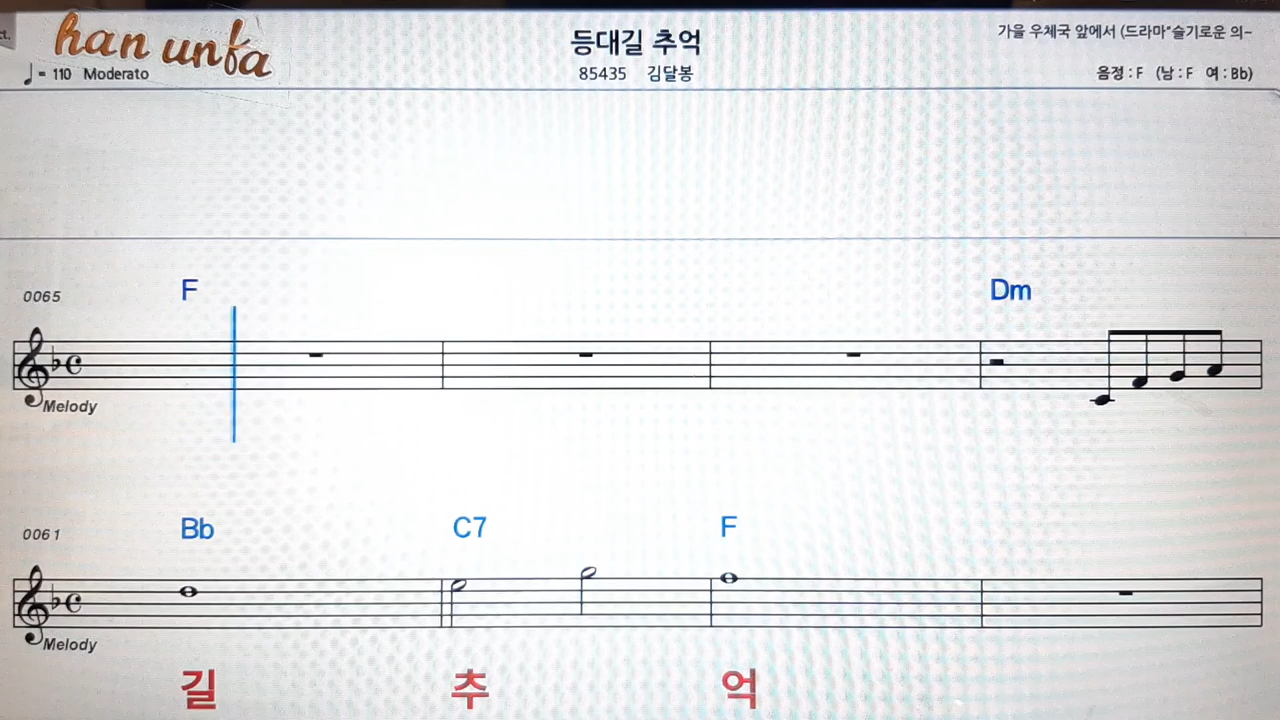 ct.
han unfa
등대길 추억
가을 우체국 앞에서 (드라마"슬기로운 의~
♩= 110 Moderato
85435 김달봉
음정 : F (남 : F 여 : Bb)
0065
F
Dm
Melody
0061
Bb C7 F
Melody
길 추 억